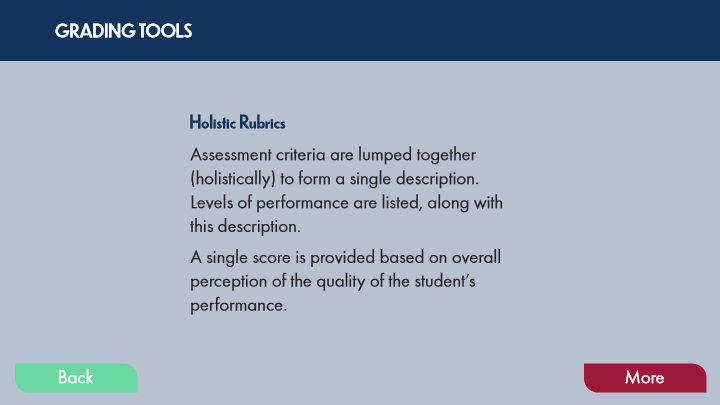 GRADING TOOLS
Holistic Rubrics
Assessment criteria are lumped together
(holistically) to form a single description.
Levels of performance are listed, along with
this description.
A single score is provided based on overall
perception of the quality of the student’s
performance.
Back
More